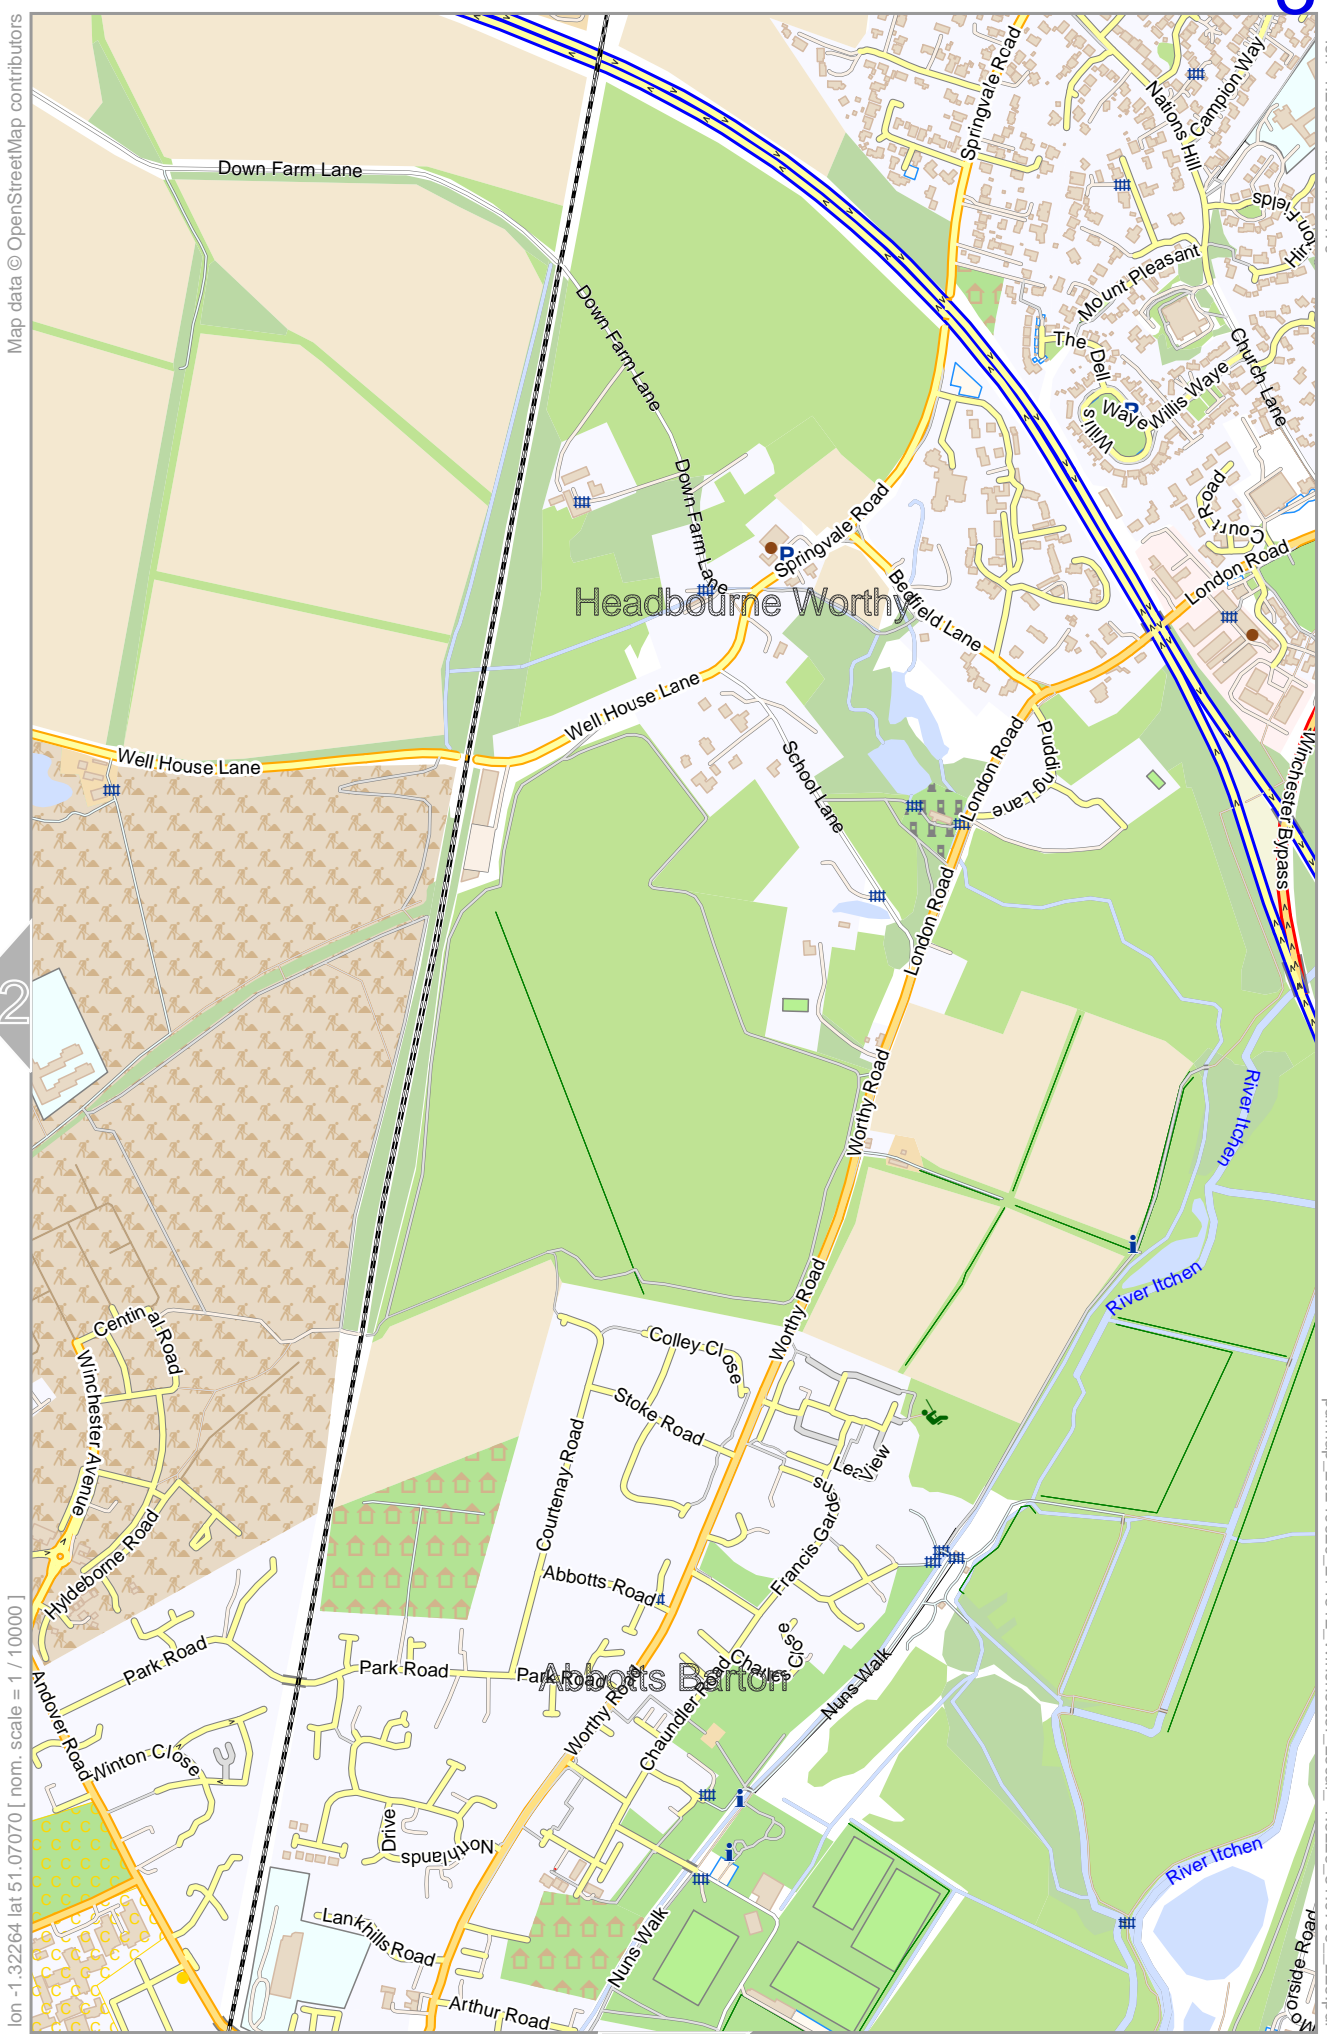 Map data © OpenStreetMap contributors
lon -1.32264 lat 51.07070 [ nom. scale = 1 / 10000 ]
2
Springvale Road
Nations Hill
Campion Way
Down Farm Lane
Mount Pleasant
Down Farm Lane
The Dell
Church Lane
Willis Waye
Willis Waye
P
Down Farm Lane
Springvale Road
P
Court Road
London Road
Headbourne Worthy
Bedfield Lane
Well House Lane
Well House Lane
School Lane
London Road
Pudding Lane
Winchester Bypass
London Road
Worthy Road
River Itchen
i
River Itchen
Worthy Road
Centinal Road
Colley Close
Winchester Avenue
Stoke Road
Courtenay Road
View
Francis Gardens
Hyldeborne Road
Abbotts Road
Park Road
Park Road
Park Road
Abbotts Barton
Charles Close
Nuns Walk
Andover Road
Worthy Road
Chaundler Road
Winton Close
i
Northlands Drive
i
River Itchen
Lankhills Road
Nuns Walk
Arthur Road